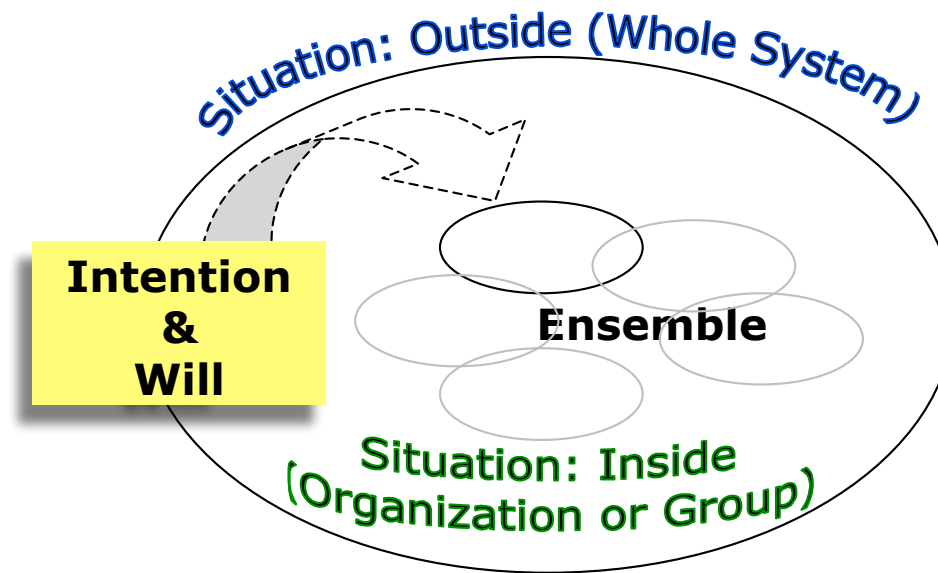 Situation: Outside (Whole System)
Intention
&
Will
Ensemble
Situation: Inside
(Organization or Group)